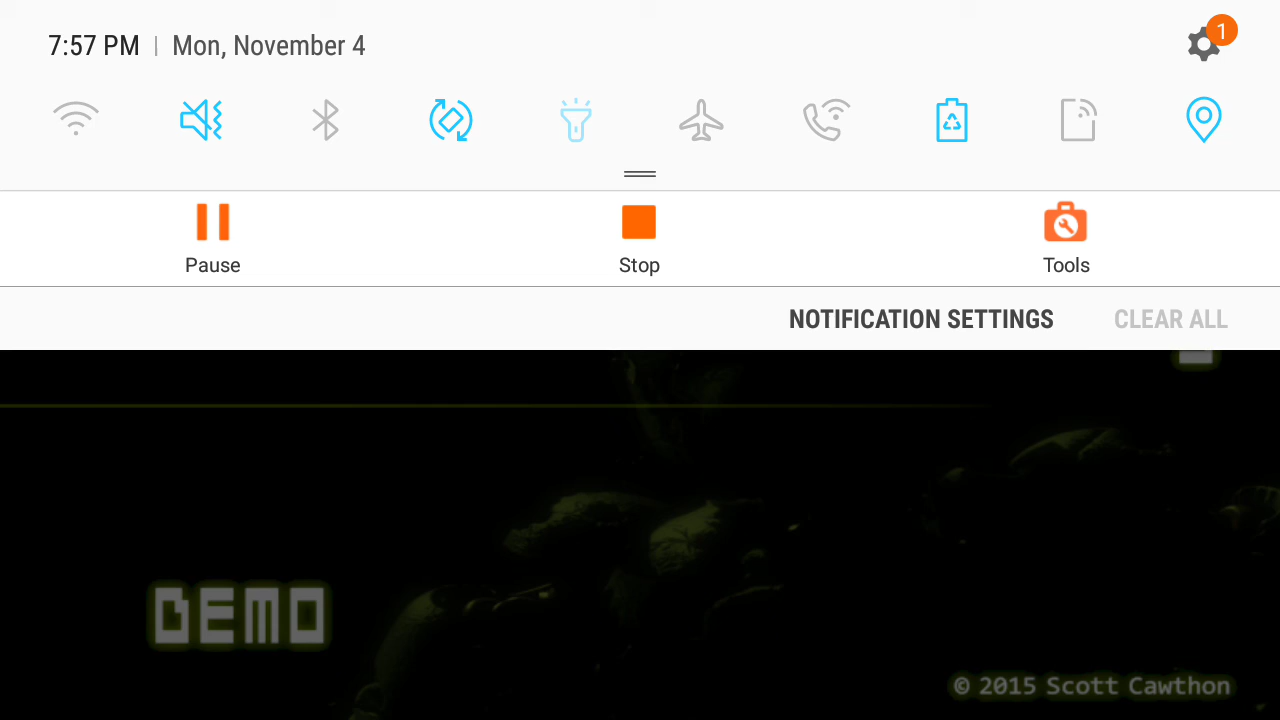 7:57 PM | Mon, November 4
1
Pause
Stop
Tools
NOTIFICATION SETTINGS
CLEAR ALL
DEMO
© 2015 Scott Cawthon